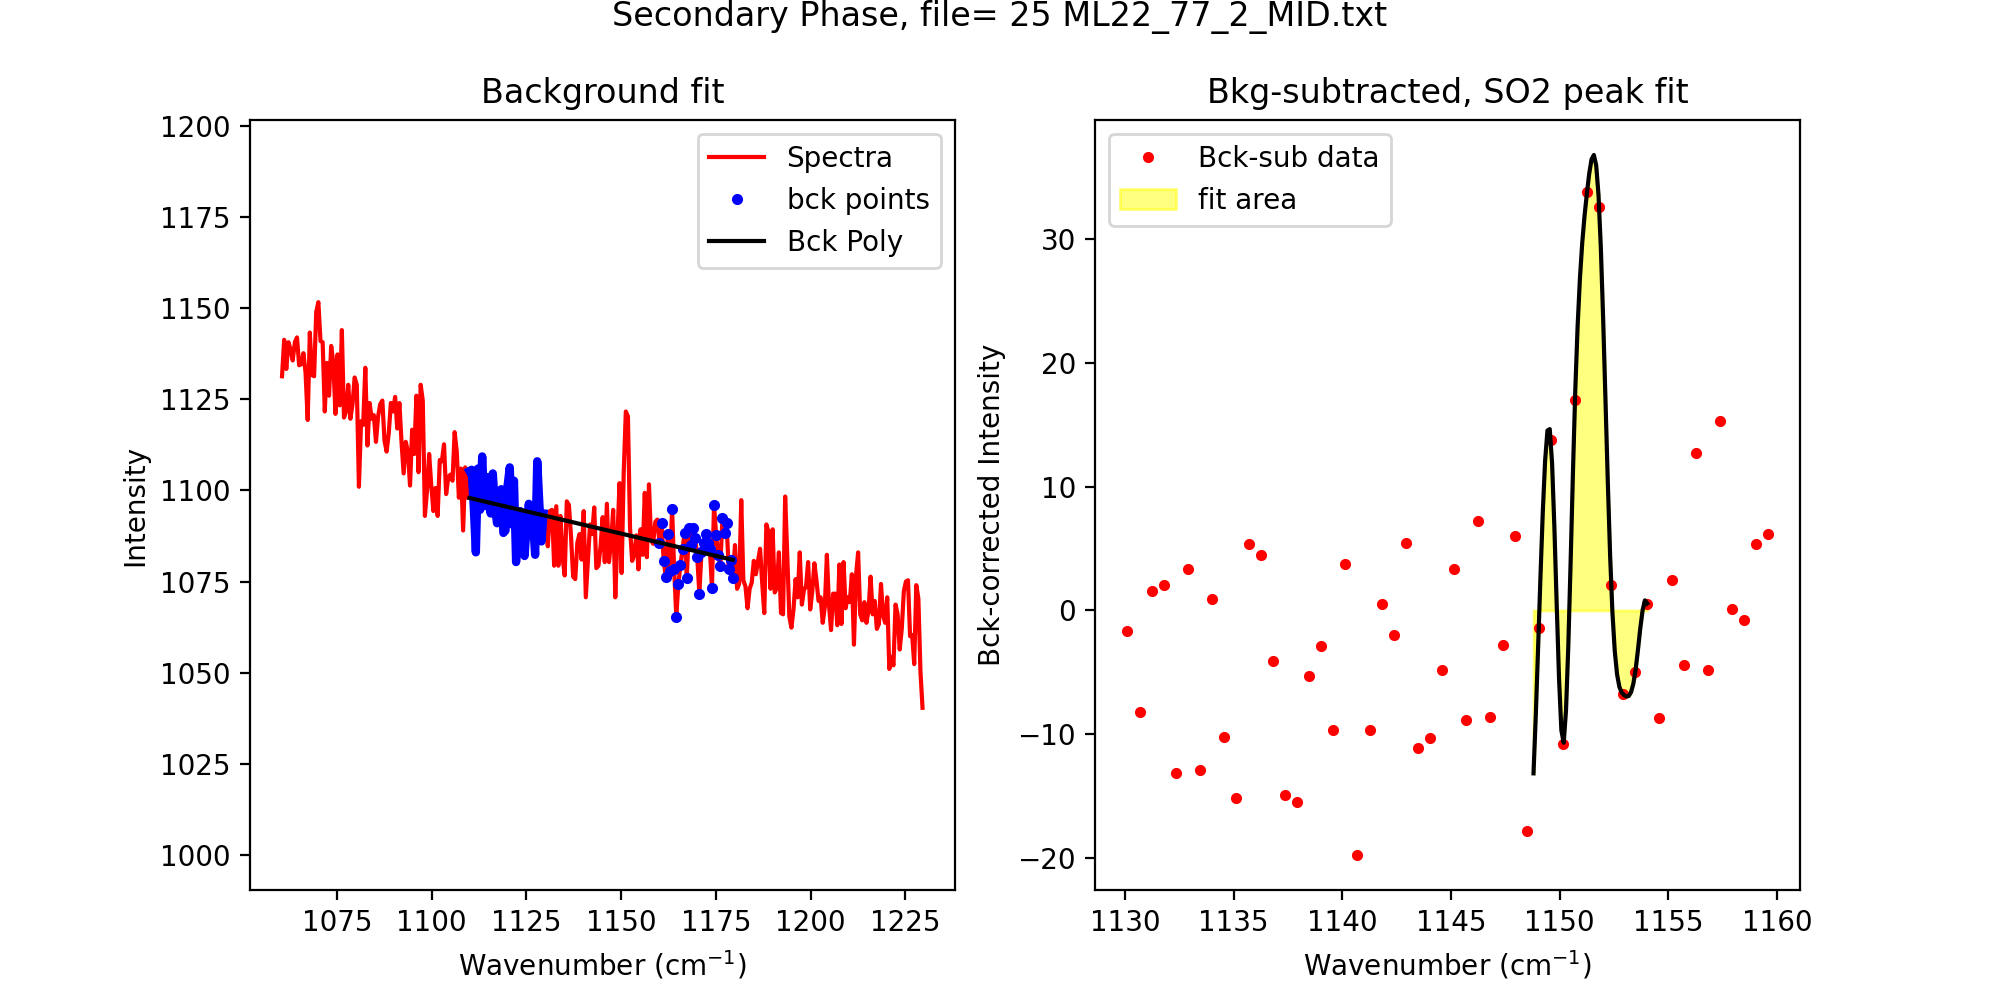 Secondary Phase, file= 25 ML22_77_2_MID.txt
Background fit
1200
1175
1150
1125
1100
1075
1050
1025
1000
Intensity
Spectra
bck points
Bck Poly
1075 1100 1125 1150 1175 1200 1225
Wavenumber (cm⁻¹)
Bkg-subtracted, SO2 peak fit
Bck-sub data
fit area
30
20
10
0
−10
−20
Bck-corrected Intensity
1130 1135 1140 1145 1150 1155 1160
Wavenumber (cm⁻¹)